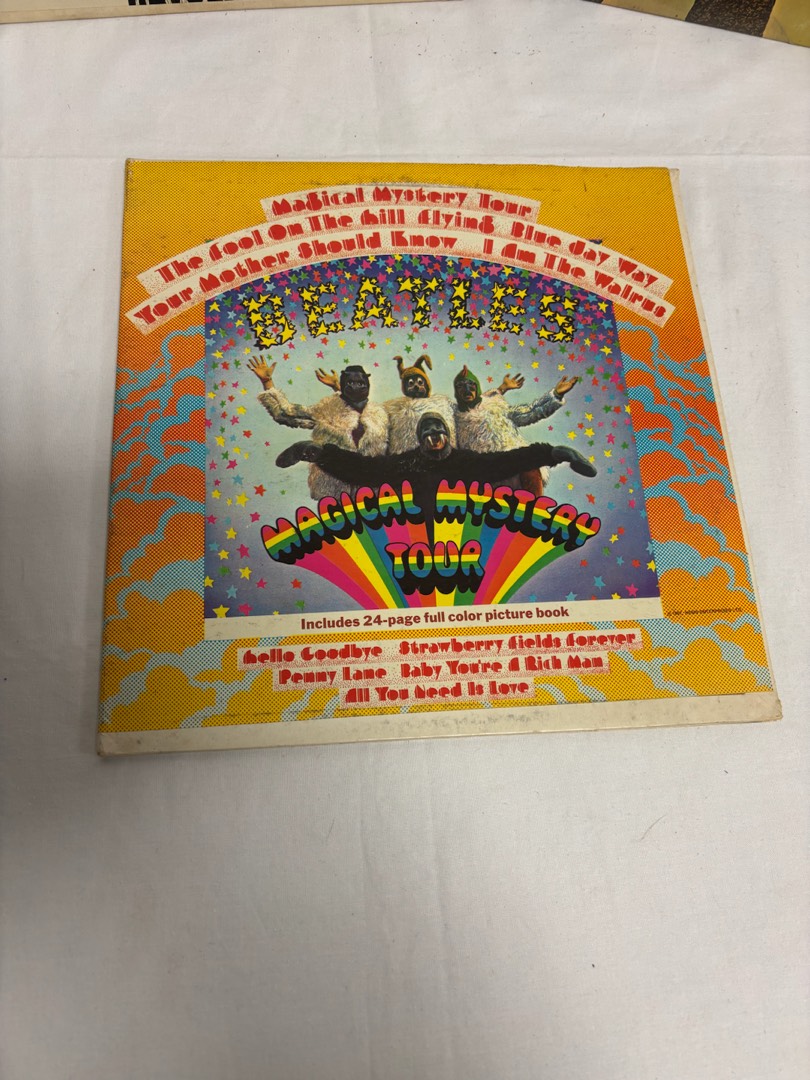 Magical Mystery Tour
The Fool On The Hill Flying Blue Jay Way
Your Mother Should Know I Am The Walrus
BEATLES
MAGICAL MYSTERY
TOUR
Includes 24-page full color picture book
Hello Goodbye Strawberry Fields Forever
Penny Lane Baby You're A Rich Man
All You Need Is Love